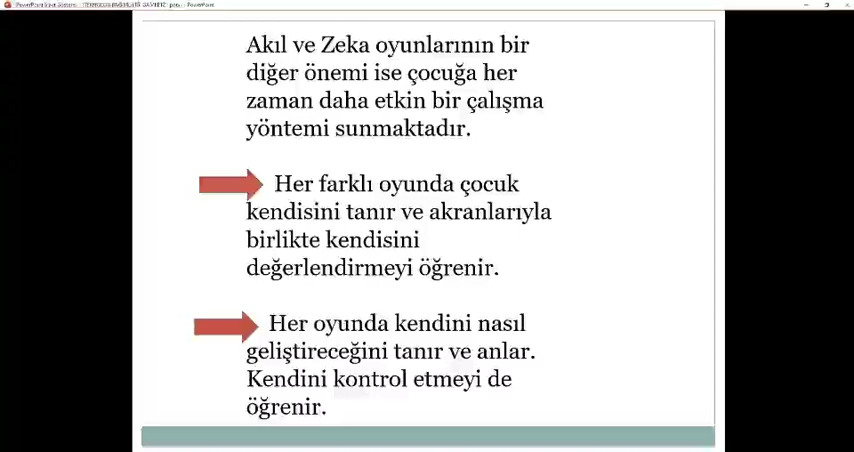 Akıl ve Zeka oyunlarının bir
diğer önemi ise çocuğa her
zaman daha etkin bir çalışma
yöntemi sunmaktadır.
Her farklı oyunda çocuk
kendisini tanır ve akranlarıyla
birlikte kendisini
değerlendirmeyi öğrenir.
Her oyunda kendini nasıl
geliştireceğini tanır ve anlar.
Kendini kontrol etmeyi de
öğrenir.